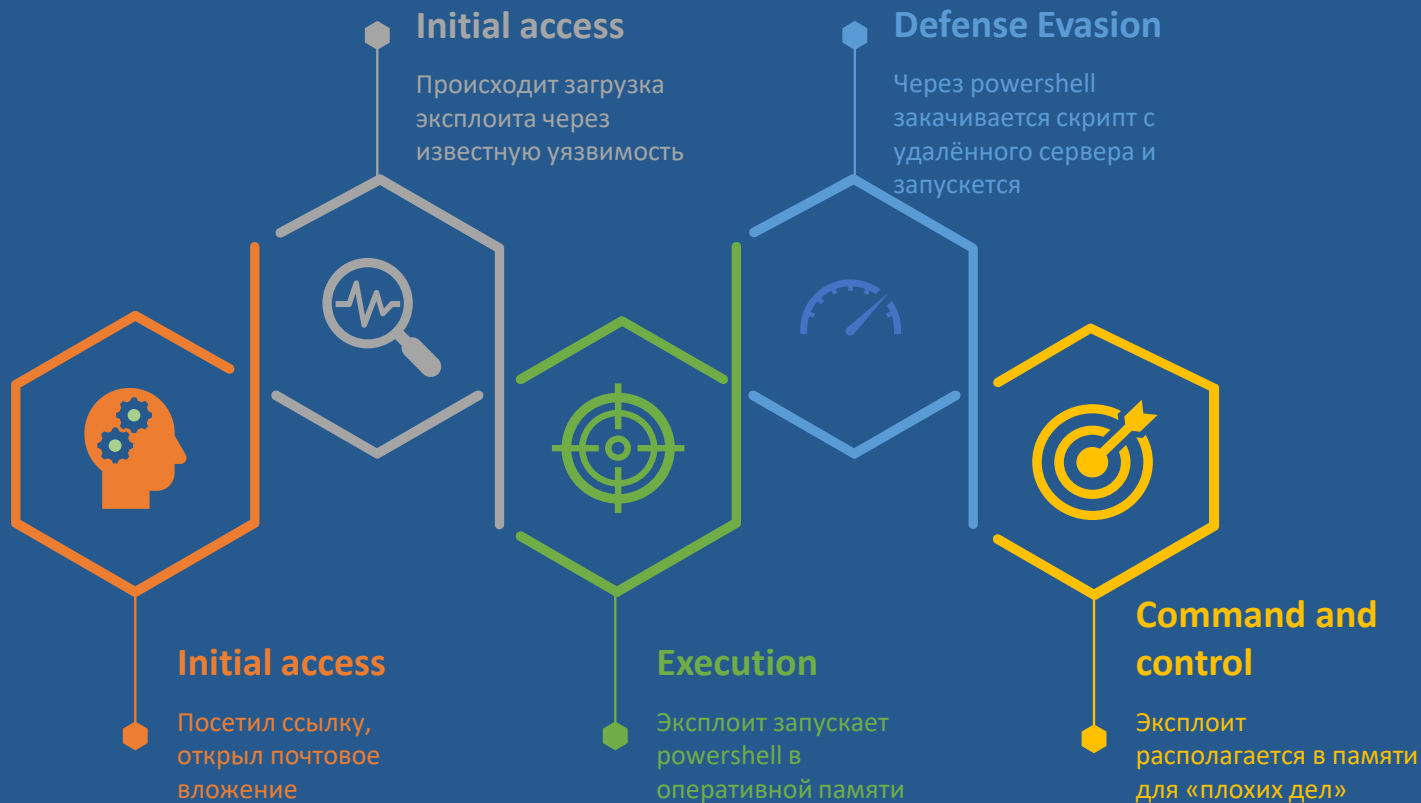 Initial access
Происходит загрузка
эксплоита через
известную уязвимость
Defense Evasion
Через powershell
закачивается скрипт с
удалённого сервера и
запускется
Initial access
Посетил ссылку,
открыл почтовое
вложение
Execution
Эксплоит запускает
powershell в
оперативной памяти
Command and
control
Эксплоит
располагается в памяти
для «плохих дел»